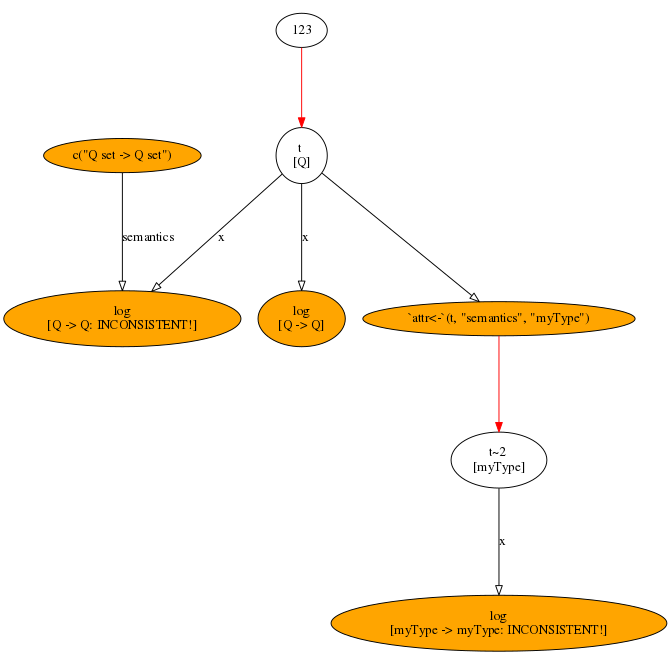 123
c("Q set -> Q set")
t
[Q]
semantics
x
x
log
[Q -> Q: INCONSISTENT!]
log
[Q -> Q]
`attr<-`(t, "semantics", "myType")
t~2
[myType]
x
log
[myType -> myType: INCONSISTENT!]